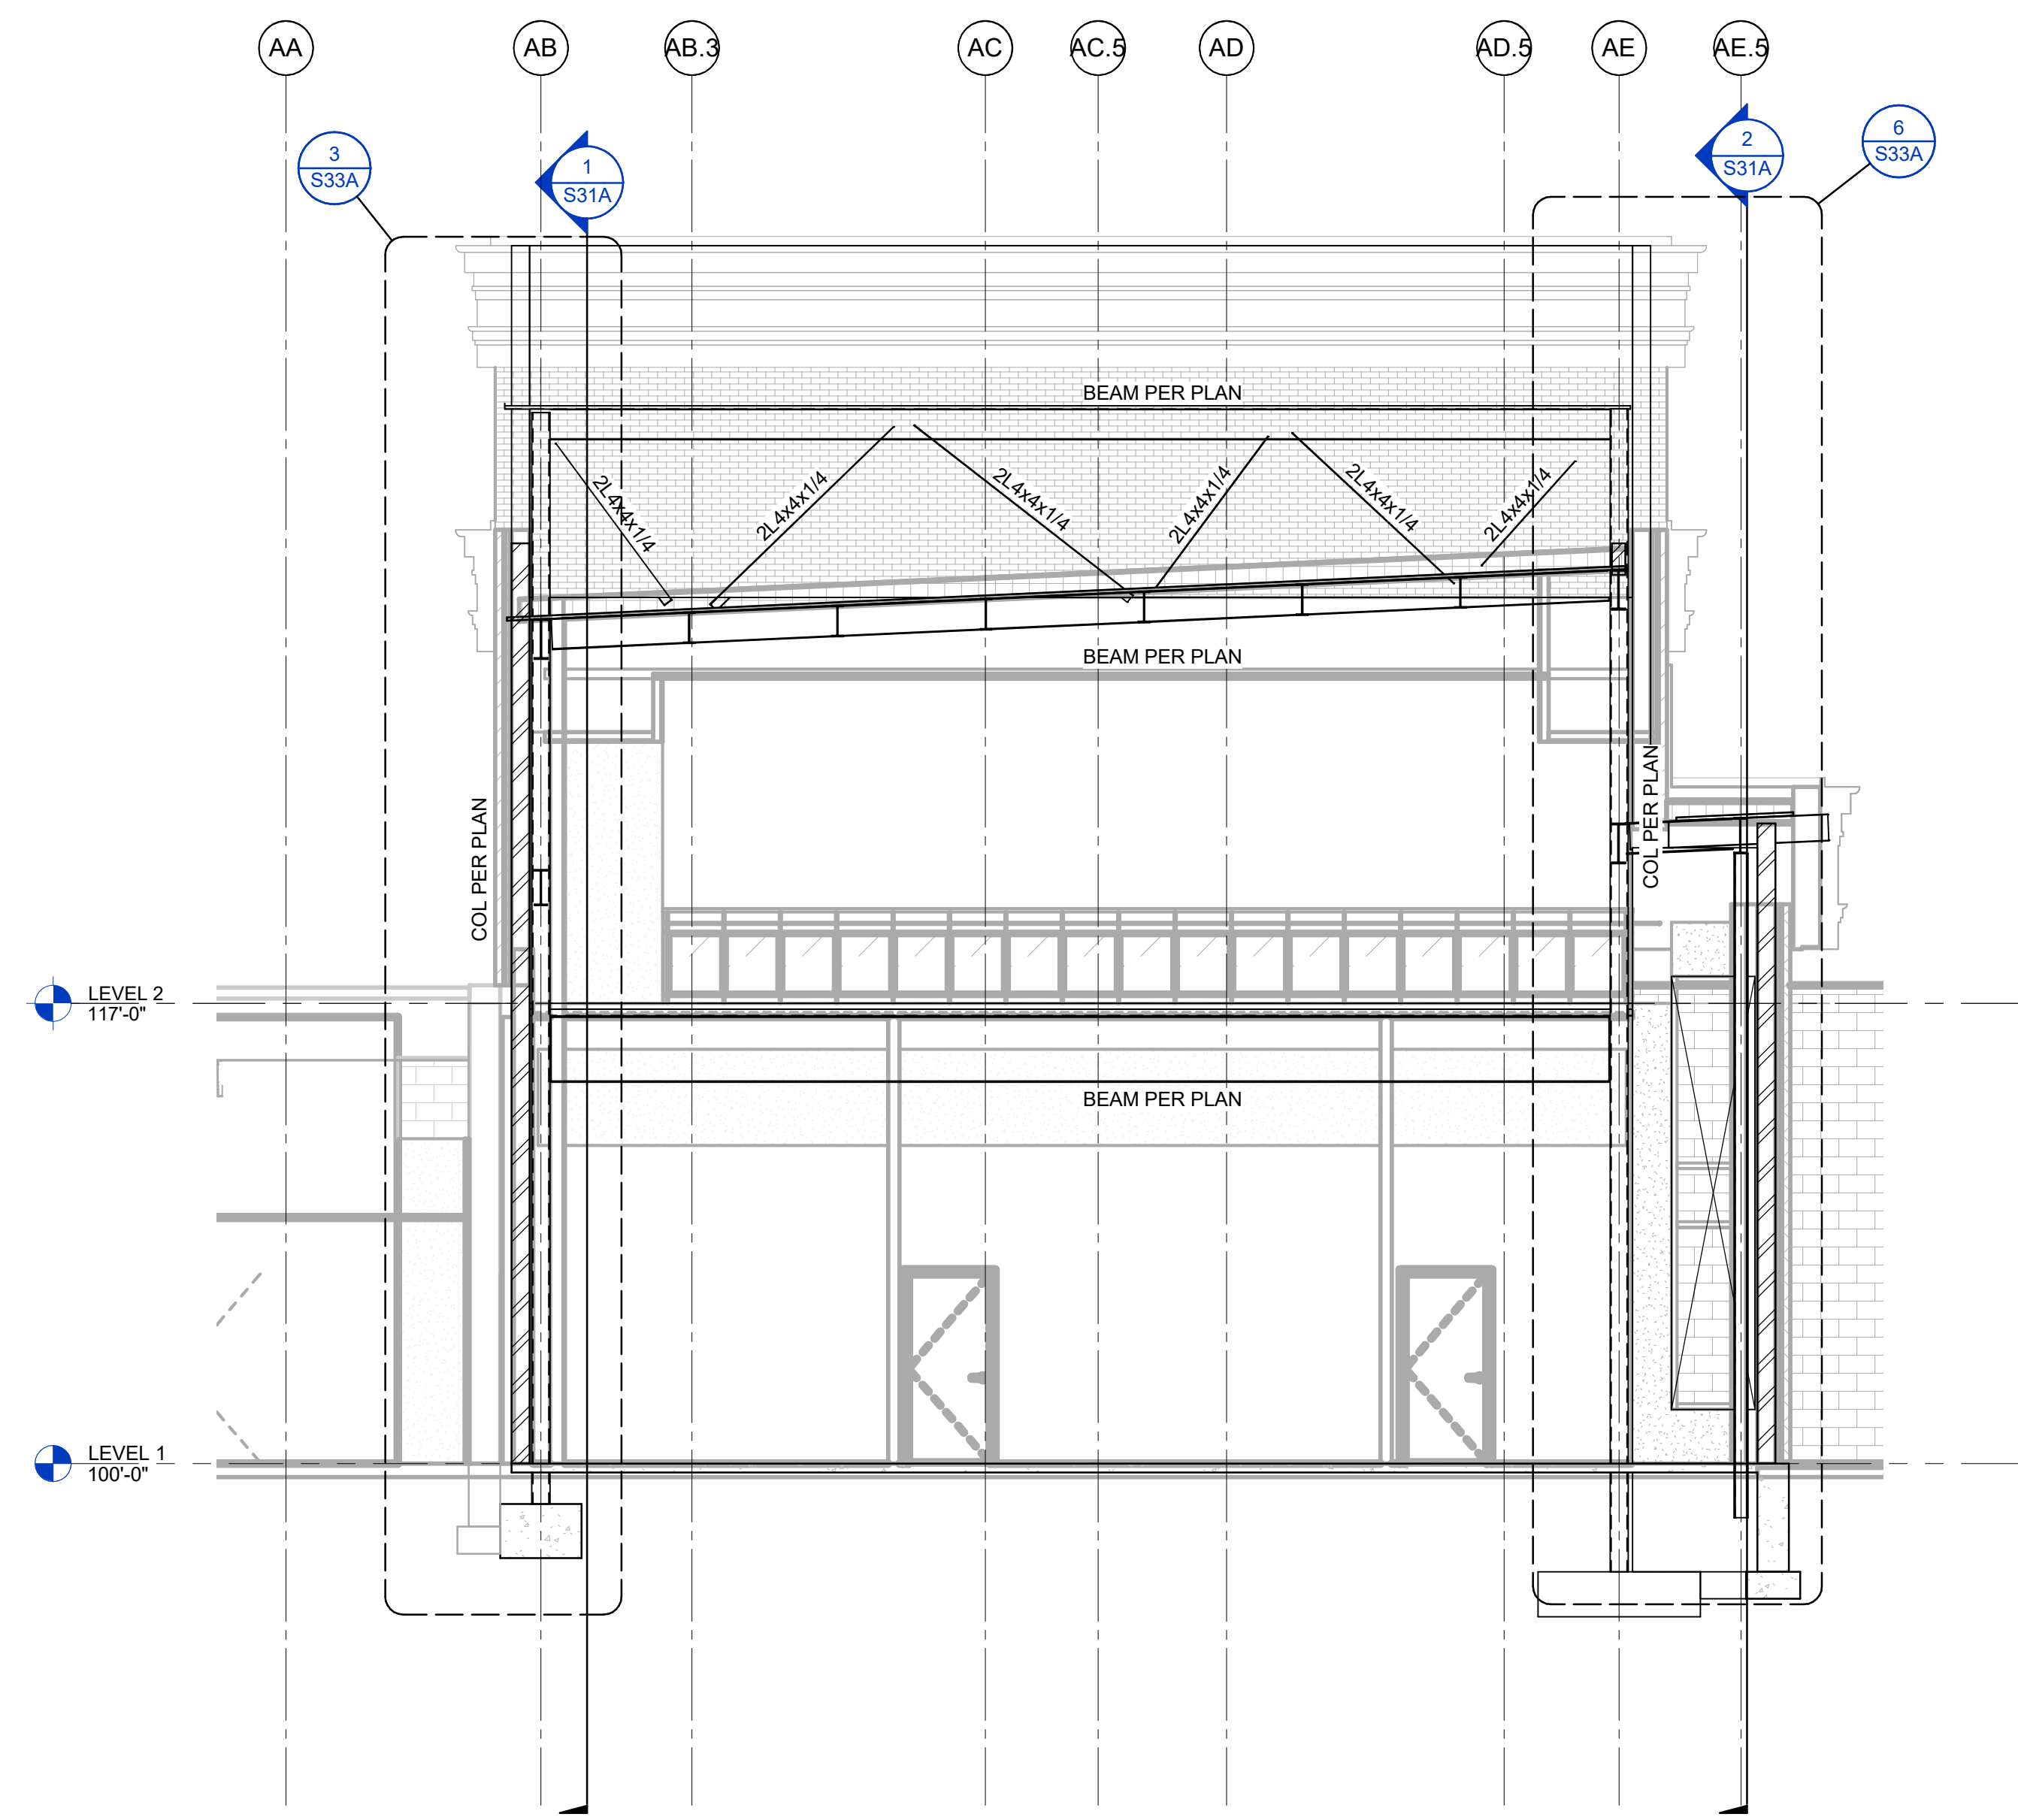 AA
AB
AB.3
AC
AC.5
AD
AD.5
AE
AE.5
3
S33A
1
S31A
2
S31A
6
S33A
BEAM PER PLAN
2L4x4x1/4
2L4x4x1/4
2L4x4x1/4
2L4x4x1/4
2L4x4x1/4
2L4x4x1/4
BEAM PER PLAN
COL PER PLAN
COL PER PLAN
LEVEL 2
117'-0"
BEAM PER PLAN
LEVEL 1
100'-0"